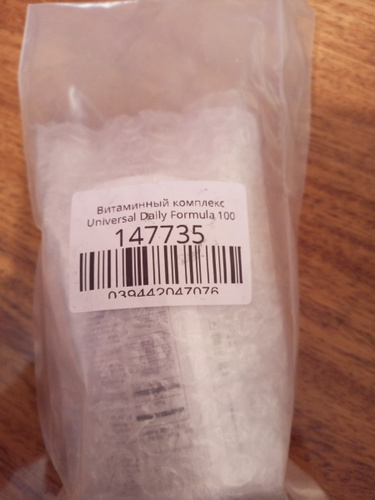 Витаминный комплекс
Universal Daily Formula 100
147735
039442047076